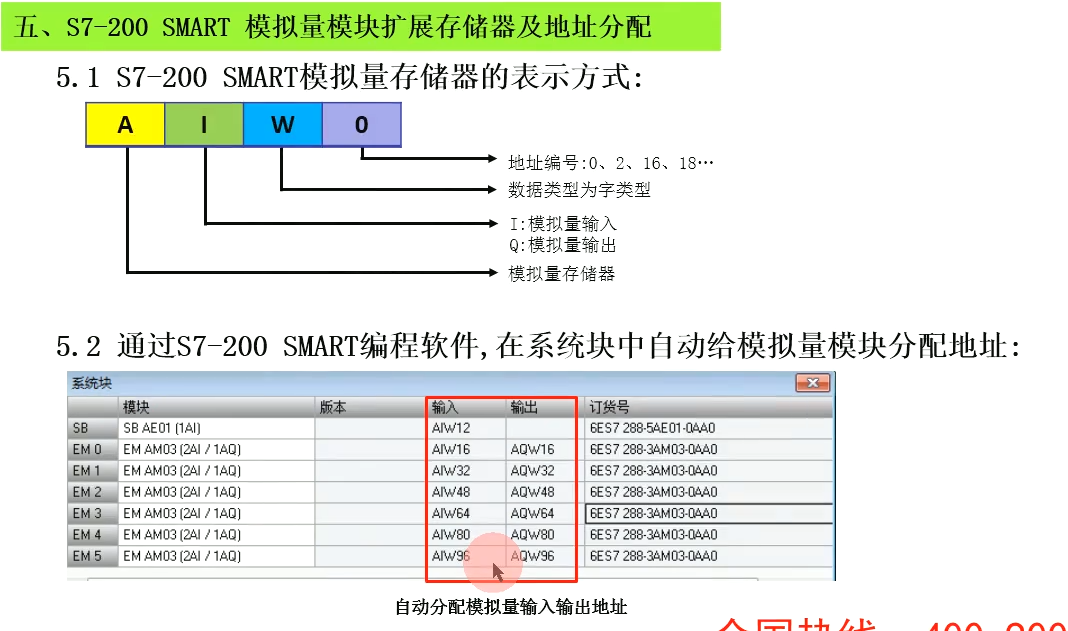 五、S7-200 SMART 模拟量模块扩展存储器及地址分配
5.1 S7-200 SMART模拟量存储器的表示方式:
A I W 0
地址编号:0、2、16、18…
数据类型为字类型
I:模拟量输入
Q:模拟量输出
模拟量存储器
5.2 通过S7-200 SMART编程软件,在系统块中自动给模拟量模块分配地址:
系统块
模块 版本 输入 输出 订货号
SB SB AE01 (1AI) AIW12 6ES7 288-5AE01-0AA0
EM 0 EM AM03 (2AI / 1AQ) AIW16 AQW16 6ES7 288-3AM03-0AA0
EM 1 EM AM03 (2AI / 1AQ) AIW32 AQW32 6ES7 288-3AM03-0AA0
EM 2 EM AM03 (2AI / 1AQ) AIW48 AQW48 6ES7 288-3AM03-0AA0
EM 3 EM AM03 (2AI / 1AQ) AIW64 AQW64 6ES7 288-3AM03-0AA0
EM 4 EM AM03 (2AI / 1AQ) AIW80 AQW80 6ES7 288-3AM03-0AA0
EM 5 EM AM03 (2AI / 1AQ) AIW96 AQW96 6ES7 288-3AM03-0AA0
自动分配模拟量输入输出地址